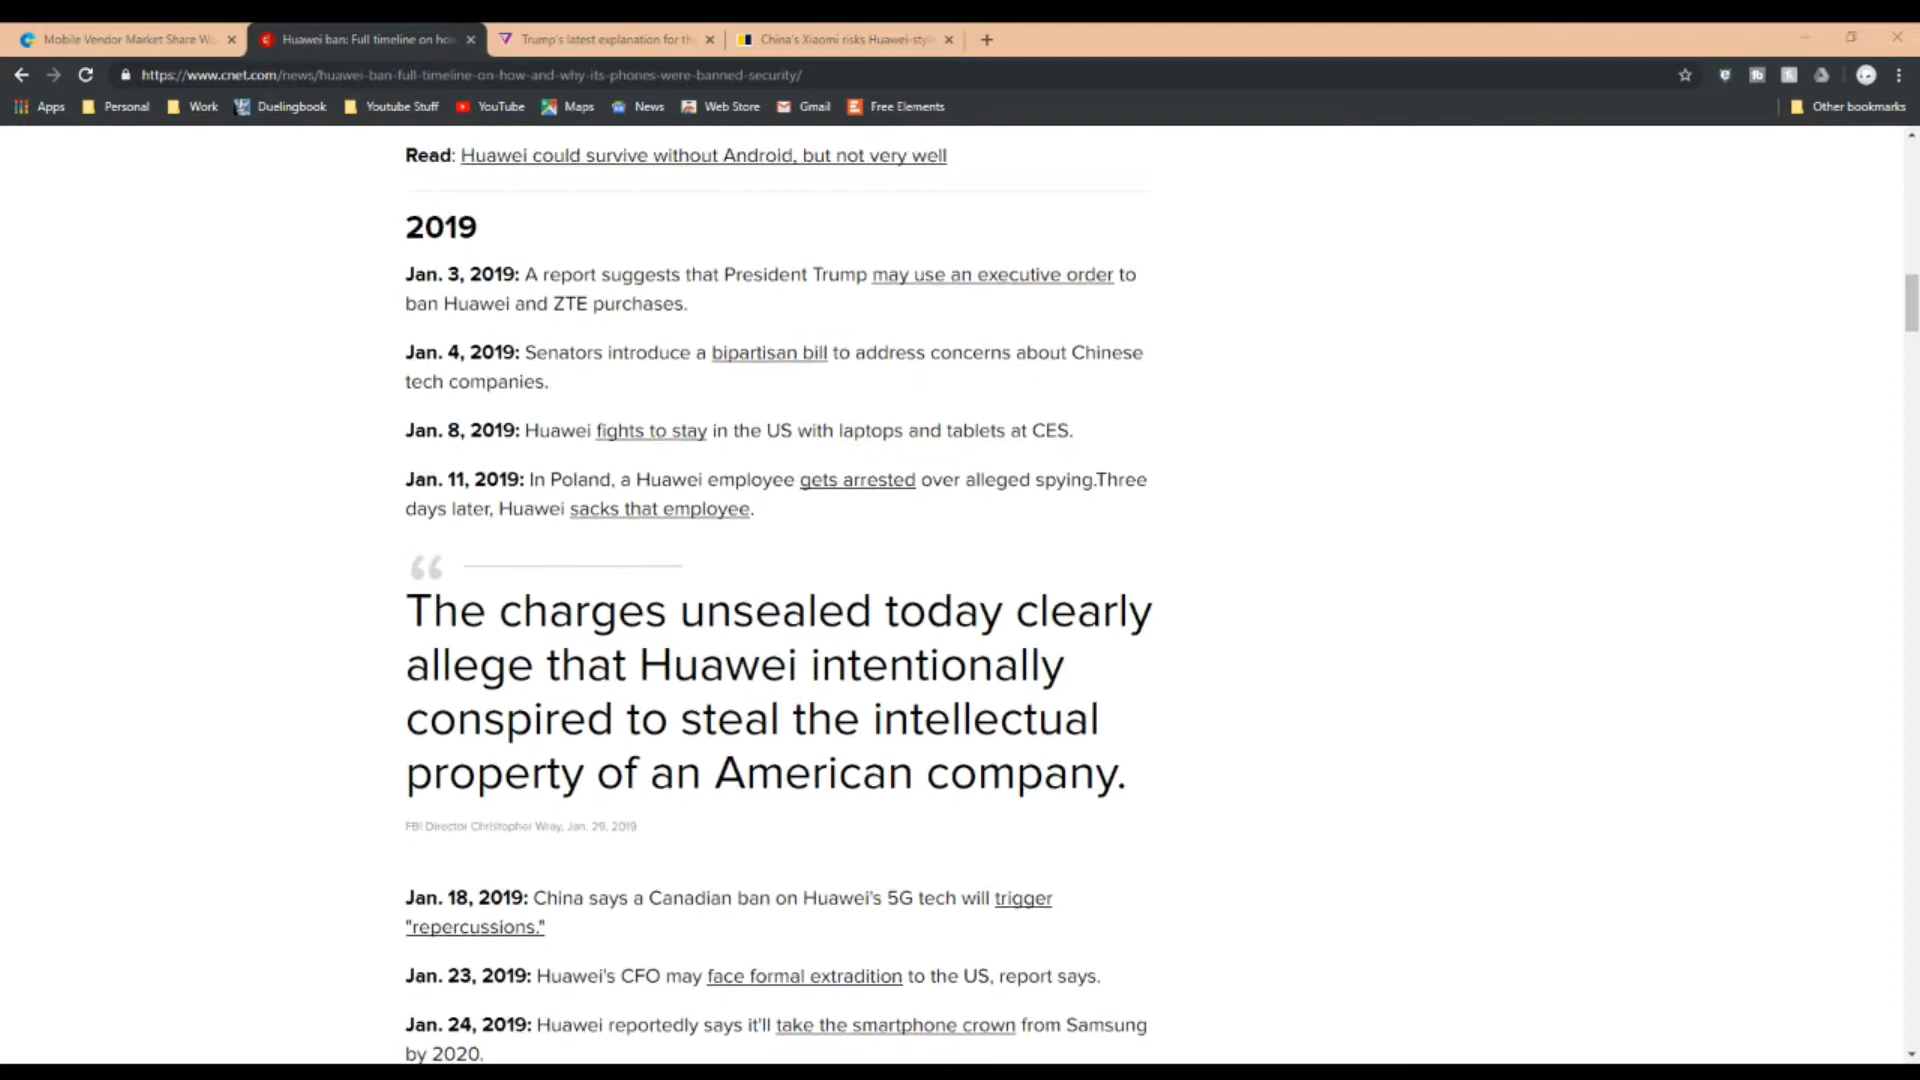 Mobile Vendor Market Share Wo
Huawei ban: Full timeline on how
Trump's latest explanation for th
China's Xiaomi risks Huawei-styl
https://www.cnet.com/news/huawei-ban-full-timeline-on-how-and-why-its-phones-were-banned-security/
Apps Personal Work Duelingbook Youtube Stuff YouTube Maps News Web Store Gmail Free Elements Other bookmarks
Read: Huawei could survive without Android, but not very well
2019
Jan. 3, 2019: A report suggests that President Trump may use an executive order to
ban Huawei and ZTE purchases.
Jan. 4, 2019: Senators introduce a bipartisan bill to address concerns about Chinese
tech companies.
Jan. 8, 2019: Huawei fights to stay in the US with laptops and tablets at CES.
Jan. 11, 2019: In Poland, a Huawei employee gets arrested over alleged spying.Three
days later, Huawei sacks that employee.
“
The charges unsealed today clearly
allege that Huawei intentionally
conspired to steal the intellectual
property of an American company.
FBI Director Christopher Wray, Jan. 29, 2019
Jan. 18, 2019: China says a Canadian ban on Huawei's 5G tech will trigger
"repercussions."
Jan. 23, 2019: Huawei's CFO may face formal extradition to the US, report says.
Jan. 24, 2019: Huawei reportedly says it'll take the smartphone crown from Samsung
by 2020.